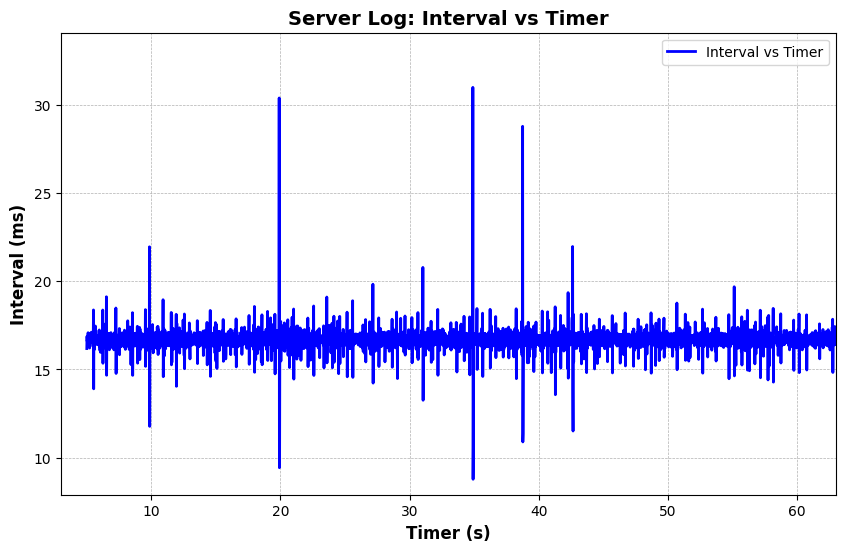 Server Log: Interval vs Timer
Interval vs Timer
30
25
20
15
10
Interval (ms)
10 20 30 40 50 60
Timer (s)